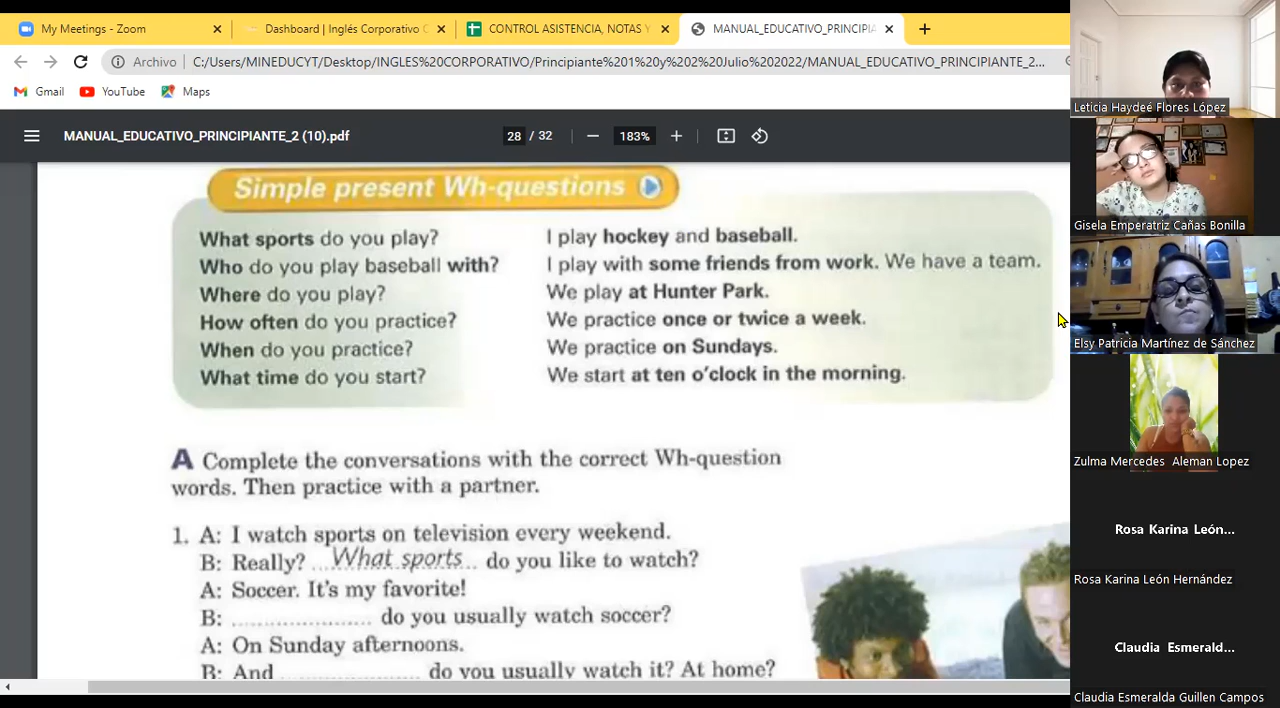 My Meetings - Zoom
Dashboard | Inglés Corporativo
CONTROL ASISTENCIA, NOTAS Y
MANUAL_EDUCATIVO_PRINCIPIA
Archivo
C:/Users/MINEDUCYT/Desktop/INGLES%20CORPORATIVO/Principiante%201%20y%202%20Julio%202022/MANUAL_EDUCATIVO_PRINCIPIANTE_2...
Gmail
YouTube
Maps
MANUAL_EDUCATIVO_PRINCIPIANTE_2 (10).pdf
28 / 32
183%
Simple present Wh-questions
What sports do you play? I play hockey and baseball.
Who do you play baseball with? I play with some friends from work. We have a team.
Where do you play? We play at Hunter Park.
How often do you practice? We practice once or twice a week.
When do you practice? We practice on Sundays.
What time do you start? We start at ten o'clock in the morning.
A Complete the conversations with the correct Wh-question
words. Then practice with a partner.
1. A: I watch sports on television every weekend.
B: Really? What sports do you like to watch?
A: Soccer. It's my favorite!
B: .................... do you usually watch soccer?
A: On Sunday afternoons.
B: And .................... do you usually watch it? At home?
Leticia Haydeé Flores López
Gisela Emperatriz Cañas Bonilla
Elsy Patricia Martínez de Sánchez
Zulma Mercedes Aleman Lopez
Rosa Karina León...
Rosa Karina León Hernández
Claudia Esmerald...
Claudia Esmeralda Guillen Campos